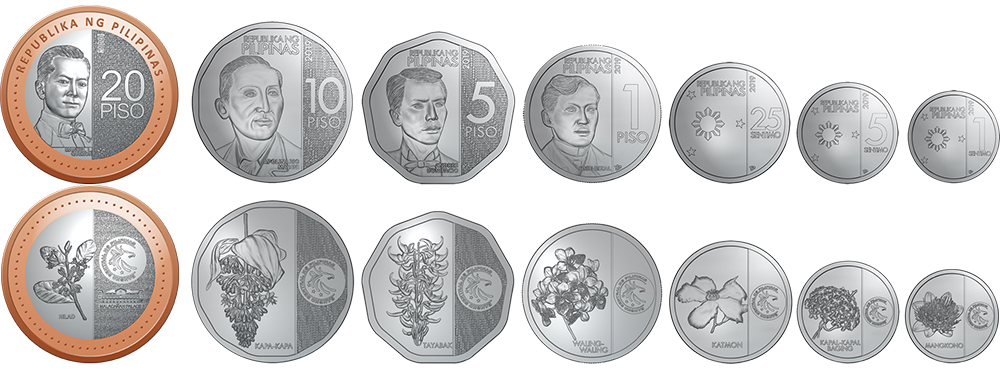 REPUBLIKA NG PILIPINAS
20
PISO
REPUBLIKA NG
PILIPINAS
2019
10
PISO
APOLINARIO
MABINI
REPUBLIKA NG
PILIPINAS
2019
5
PISO
ANDRES
BONIFACIO
REPUBLIKA NG
PILIPINAS
2019
1
PISO
JOSE RIZAL
REPUBLIKA NG
PILIPINAS
2019
25
SENTIMO
REPUBLIKA NG
PILIPINAS
2019
5
SENTIMO
REPUBLIKA NG
PILIPINAS
2019
1
SENTIMO
NILAD
KAPA-KAPA
TAYABAK
WALING-
WALING
KATMON
KAPAL-KAPAL
BAGING
MANGKONO